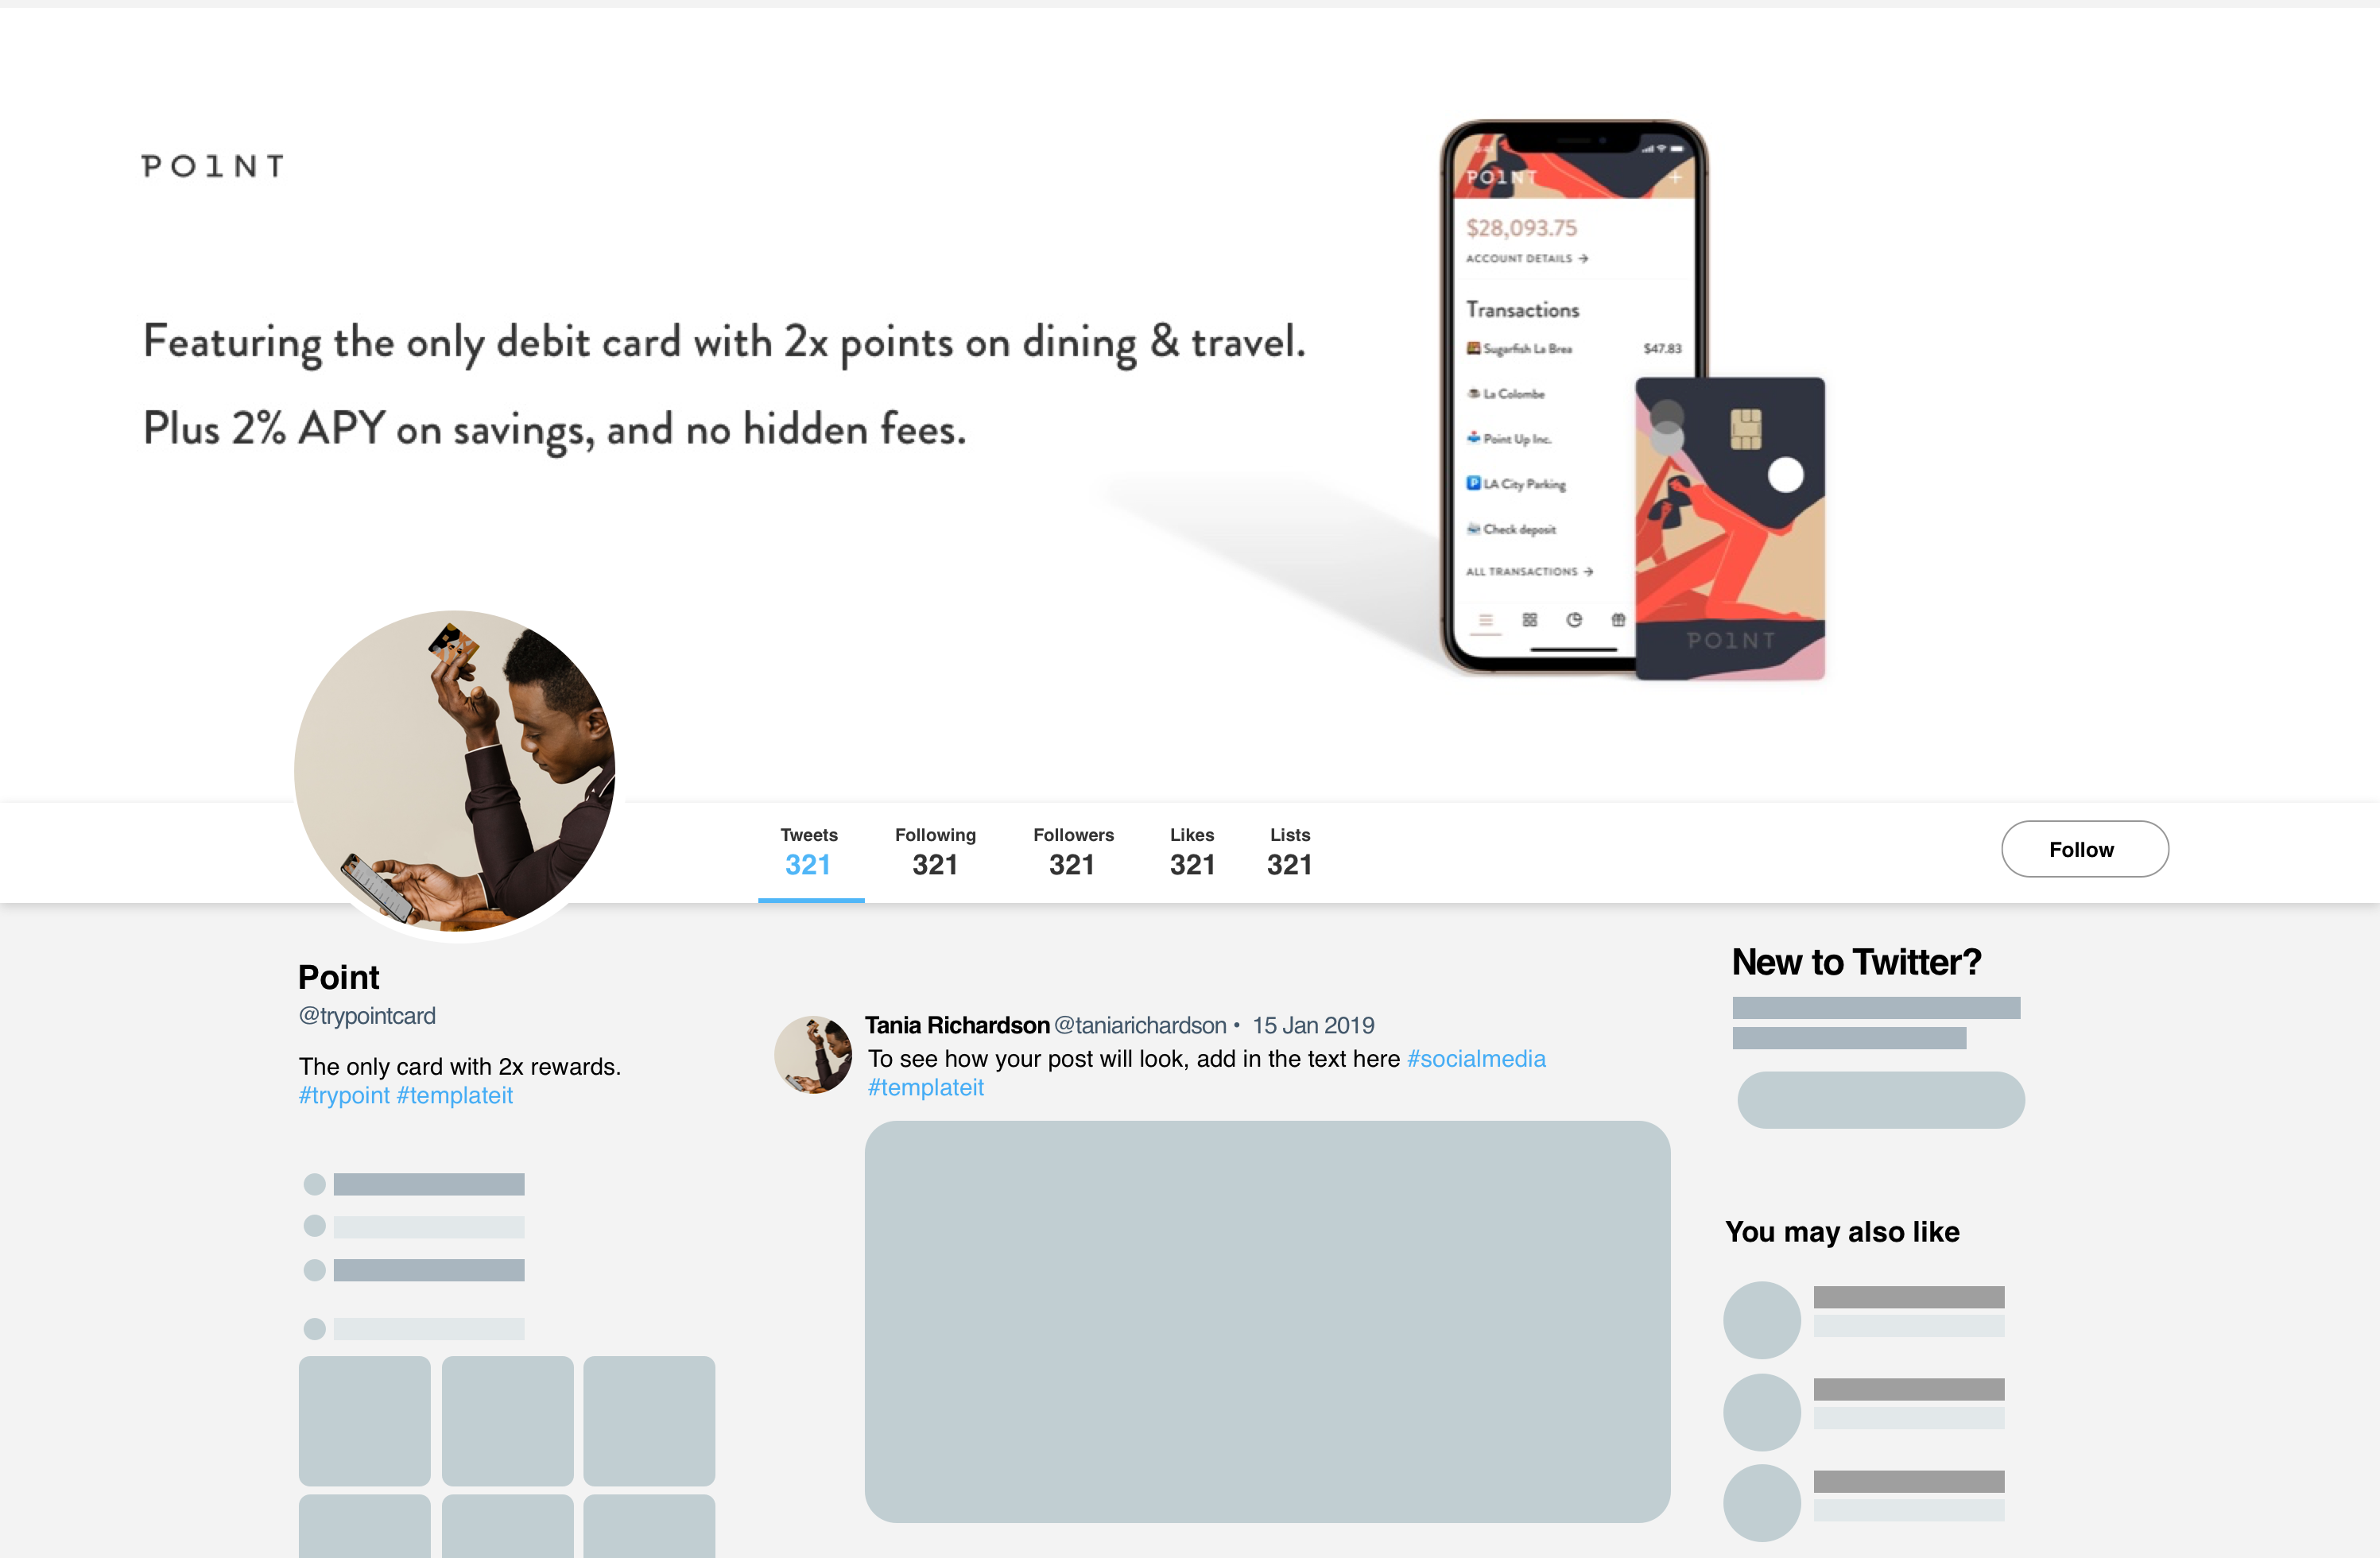 PO1NT
Featuring the only debit card with 2x points on dining & travel.
Plus 2% APY on savings, and no hidden fees.
PO1NT
+
$28,093.75
ACCOUNT DETAILS →
Transactions
Sugarfish La Brea $47.83
La Colombe
Point Up Inc.
P LA City Parking
Check deposit
ALL TRANSACTIONS →
PO1NT
Tweets Following Followers Likes Lists
321 321 321 321 321
Follow
Point
@trypointcard
The only card with 2x rewards.
#trypoint #templateit
Tania Richardson @taniarichardson • 15 Jan 2019
To see how your post will look, add in the text here #socialmedia
#templateit
New to Twitter?
You may also like